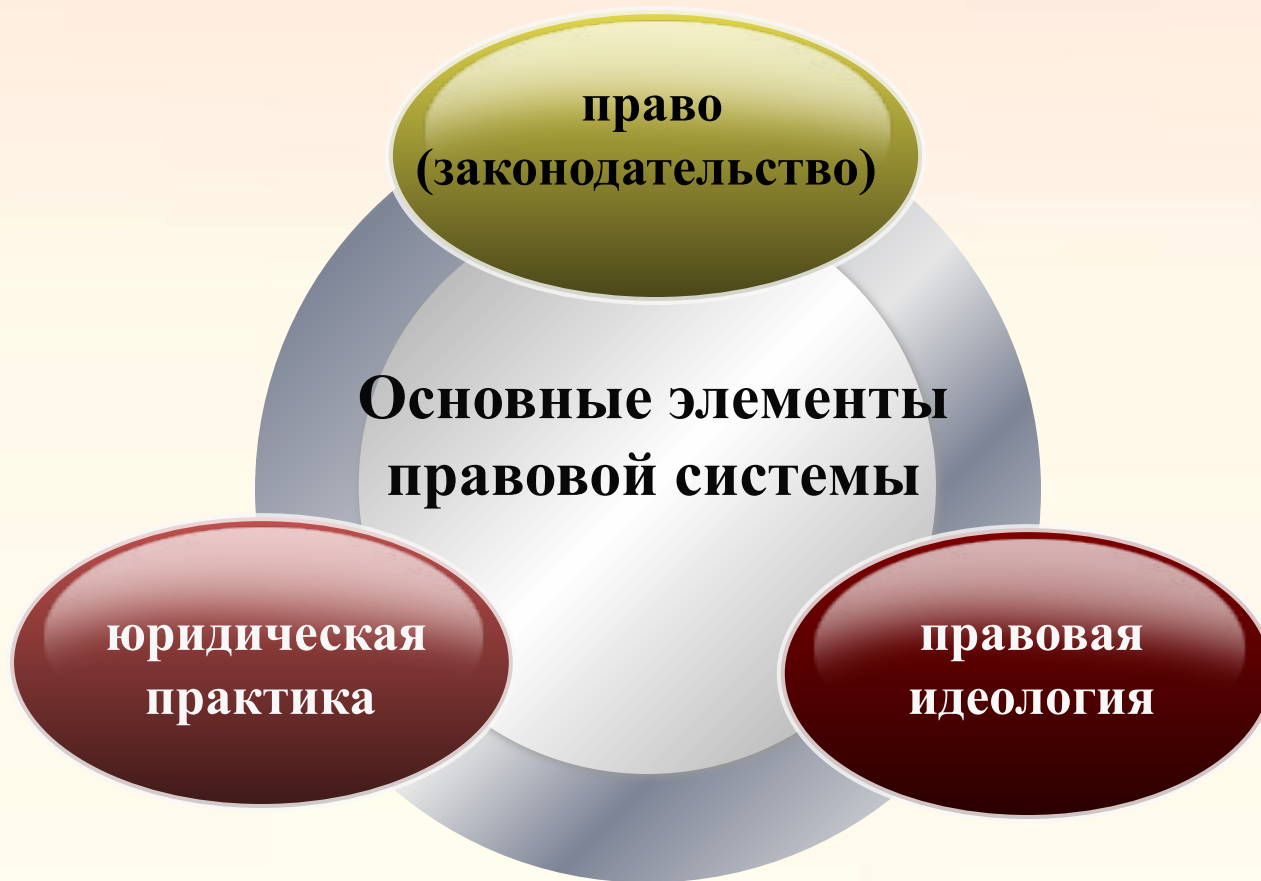 право
(законодательство)
Основные элементы
правовой системы
юридическая
практика
правовая
идеология